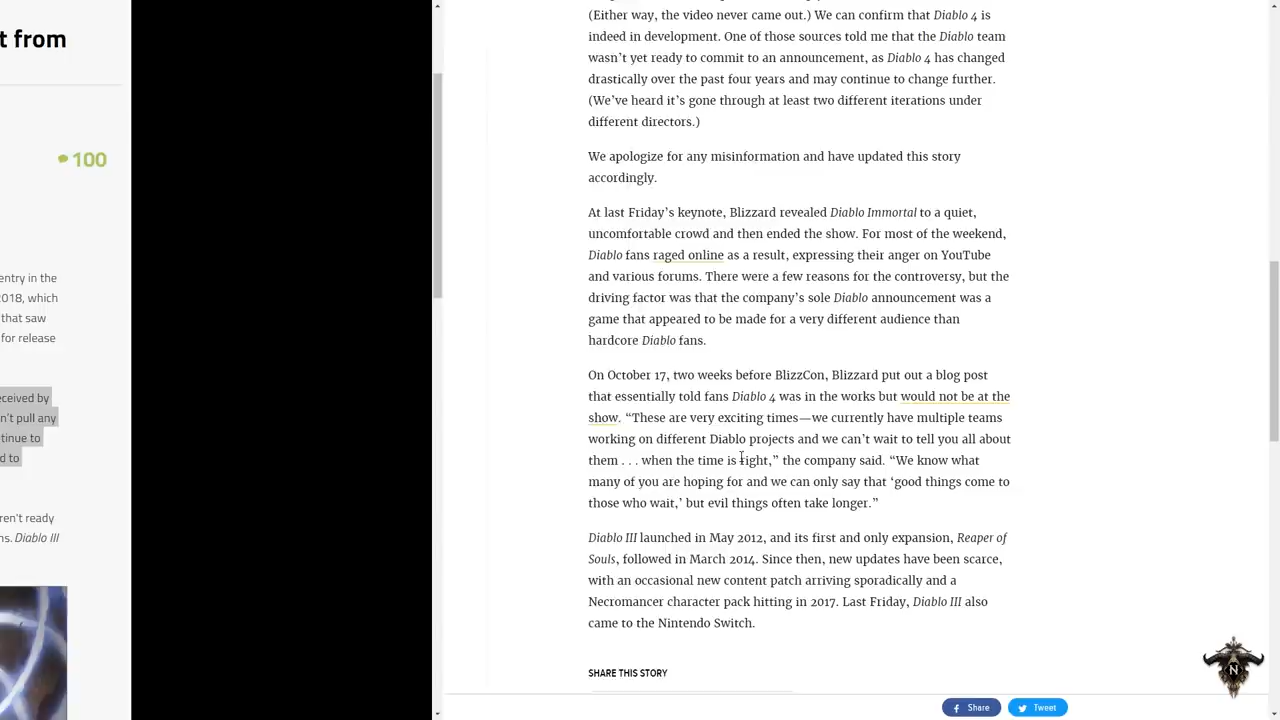 t from
100
entry in the
2018, which
that saw
for release
eceived by
n't pull any
tinue to
d to
ren't ready
ns. Diablo III
(Either way, the video never came out.) We can confirm that Diablo 4 is
indeed in development. One of those sources told me that the Diablo team
wasn't yet ready to commit to an announcement, as Diablo 4 has changed
drastically over the past four years and may continue to change further.
(We've heard it's gone through at least two different iterations under
different directors.)
We apologize for any misinformation and have updated this story
accordingly.
At last Friday's keynote, Blizzard revealed Diablo Immortal to a quiet,
uncomfortable crowd and then ended the show. For most of the weekend,
Diablo fans raged online as a result, expressing their anger on YouTube
and various forums. There were a few reasons for the controversy, but the
driving factor was that the company's sole Diablo announcement was a
game that appeared to be made for a very different audience than
hardcore Diablo fans.
On October 17, two weeks before BlizzCon, Blizzard put out a blog post
that essentially told fans Diablo 4 was in the works but would not be at the
show. “These are very exciting times—we currently have multiple teams
working on different Diablo projects and we can't wait to tell you all about
them . . . when the time is right,” the company said. “We know what
many of you are hoping for and we can only say that ‘good things come to
those who wait,’ but evil things often take longer.”
Diablo III launched in May 2012, and its first and only expansion, Reaper of
Souls, followed in March 2014. Since then, new updates have been scarce,
with an occasional new content patch arriving sporadically and a
Necromancer character pack hitting in 2017. Last Friday, Diablo III also
came to the Nintendo Switch.
SHARE THIS STORY
Share
Tweet
N